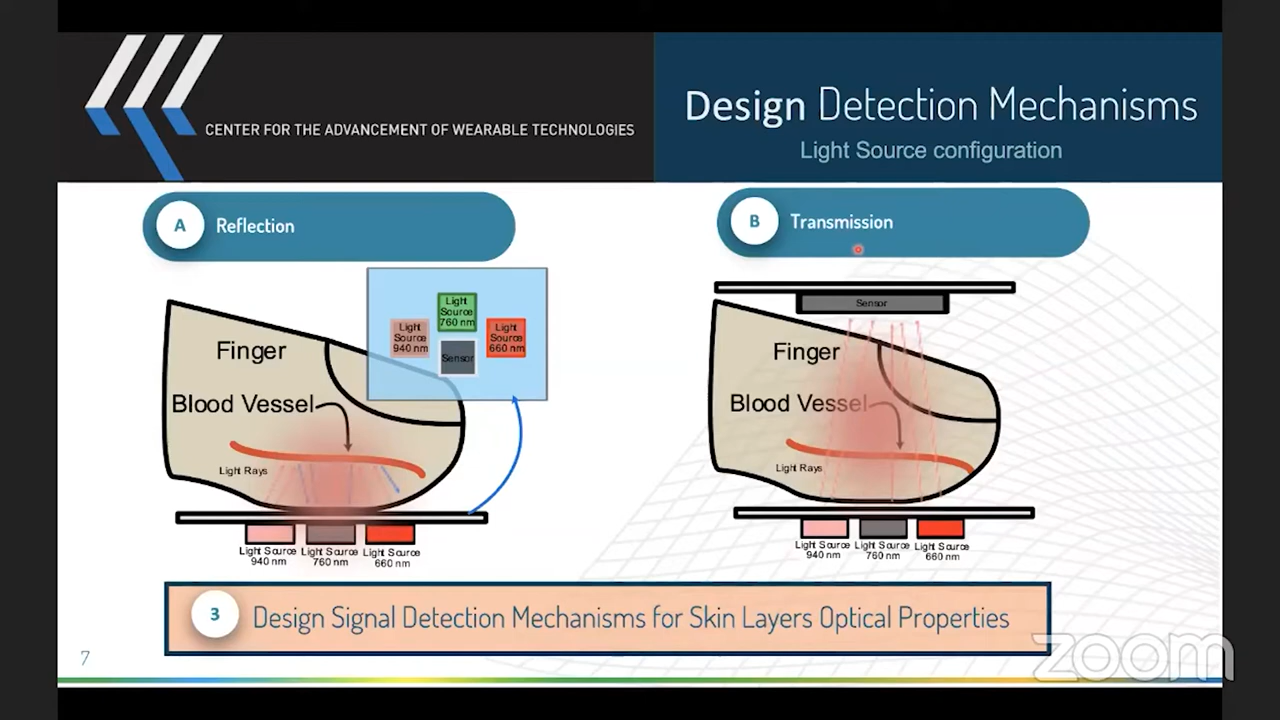 CENTER FOR THE ADVANCEMENT OF WEARABLE TECHNOLOGIES
Design Detection Mechanisms
Light Source configuration
A
Reflection
Light
Source
760 nm
Light
Source
940 nm
Light
Source
660 nm
Sensor
Finger
Blood Vessel
Light Rays
Light Source
940 nm
Light Source
760 nm
Light Source
660 nm
B
Transmission
Sensor
Finger
Blood Vessel
Light Rays
Light Source
940 nm
Light Source
760 nm
Light Source
660 nm
3
Design Signal Detection Mechanisms for Skin Layers Optical Properties
7
zoom